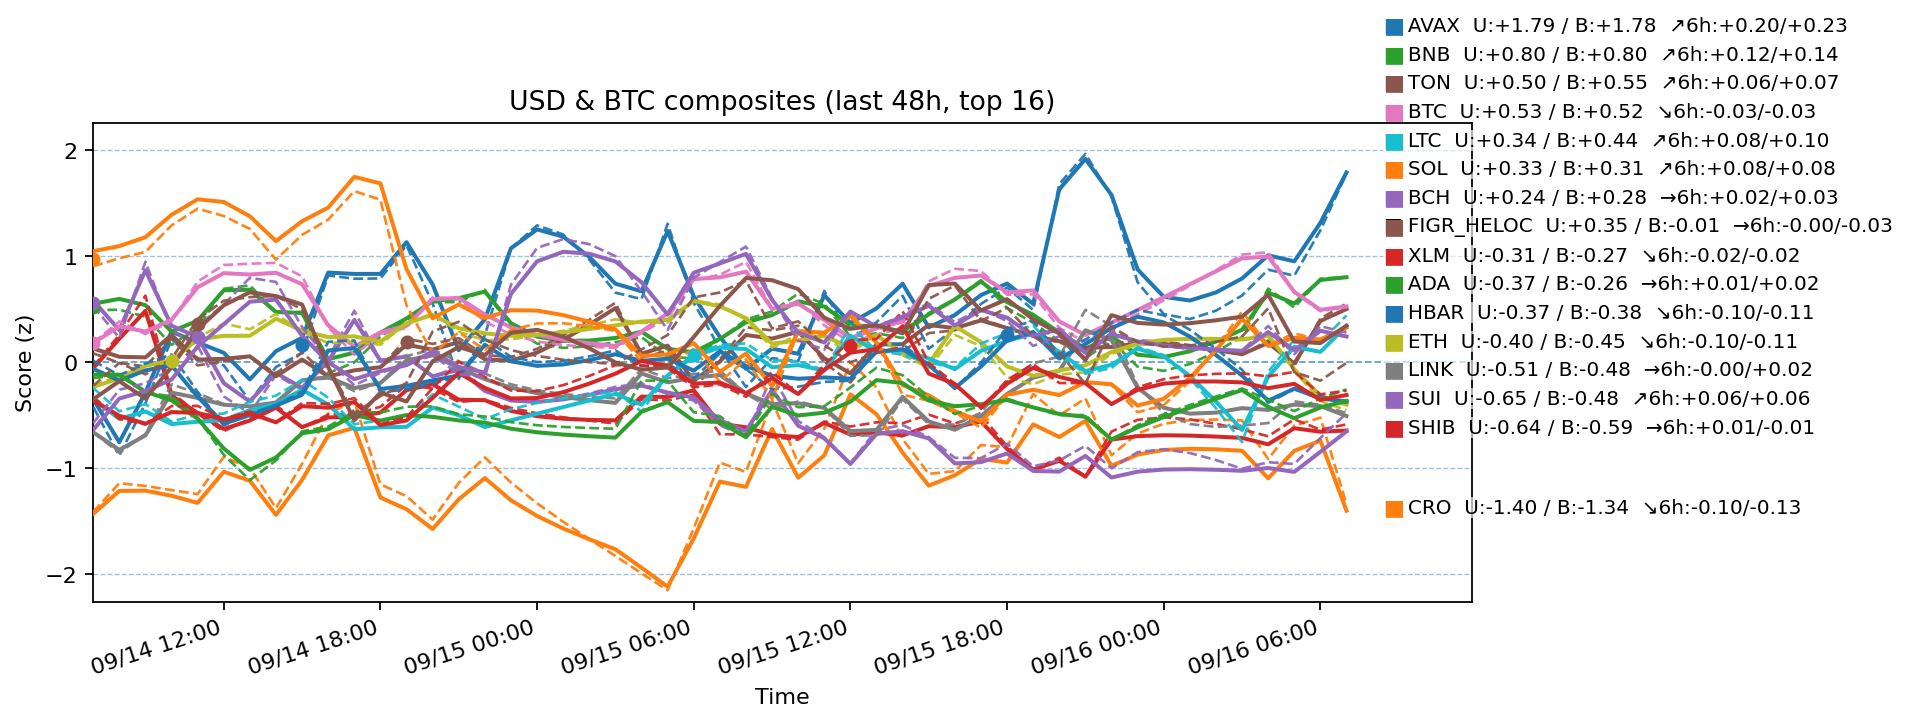 AVAX  U:+1.79 / B:+1.78  ↗6h:+0.20/+0.23
BNB  U:+0.80 / B:+0.80  ↗6h:+0.12/+0.14
TON  U:+0.50 / B:+0.55  ↗6h:+0.06/+0.07
USD & BTC composites (last 48h, top 16)
BTC  U:+0.53 / B:+0.52  ↘6h:-0.03/-0.03
LTC  U:+0.34 / B:+0.44  ↗6h:+0.08/+0.10
SOL  U:+0.33 / B:+0.31  ↗6h:+0.08/+0.08
BCH  U:+0.24 / B:+0.28  →6h:+0.02/+0.03
FIGR_HELOC  U:+0.35 / B:-0.01  →6h:-0.00/-0.03
XLM  U:-0.31 / B:-0.27  ↘6h:-0.02/-0.02
ADA  U:-0.37 / B:-0.26  →6h:+0.01/+0.02
HBAR  U:-0.37 / B:-0.38  ↘6h:-0.10/-0.11
ETH  U:-0.40 / B:-0.45  ↘6h:-0.10/-0.11
LINK  U:-0.51 / B:-0.48  →6h:-0.00/+0.02
SUI  U:-0.65 / B:-0.48  ↗6h:+0.06/+0.06
SHIB  U:-0.64 / B:-0.59  →6h:+0.01/-0.01
CRO  U:-1.40 / B:-1.34  ↘6h:-0.10/-0.13
Score (z)
2
1
0
−1
−2
09/14 12:00
09/14 18:00
09/15 00:00
09/15 06:00
09/15 12:00
09/15 18:00
09/16 00:00
09/16 06:00
Time